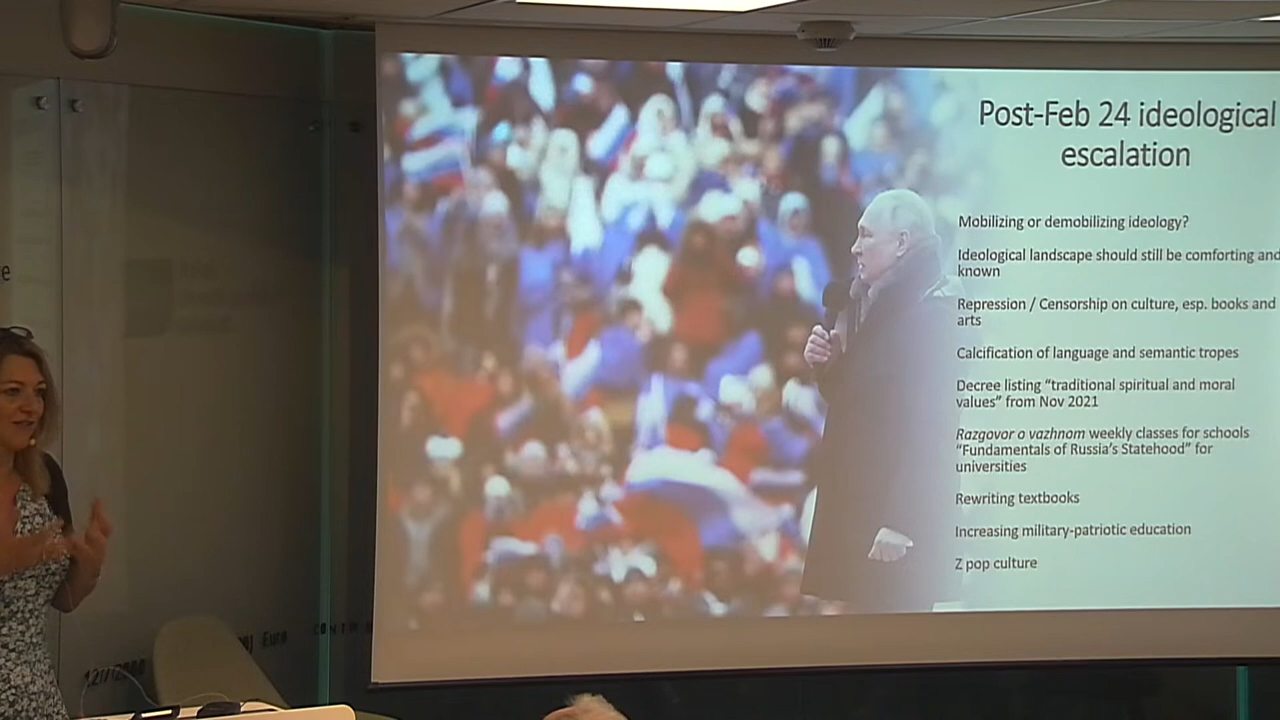 Post-Feb 24 ideological
escalation
Mobilizing or demobilizing ideology?
Ideological landscape should still be comforting and
known
Repression / Censorship on culture, esp. books and
arts
Calcification of language and semantic tropes
Decree listing “traditional spiritual and moral
values” from Nov 2021
Razgovor o vazhnom weekly classes for schools
“Fundamentals of Russia’s Statehood” for
universities
Rewriting textbooks
Increasing military-patriotic education
Z pop culture
e